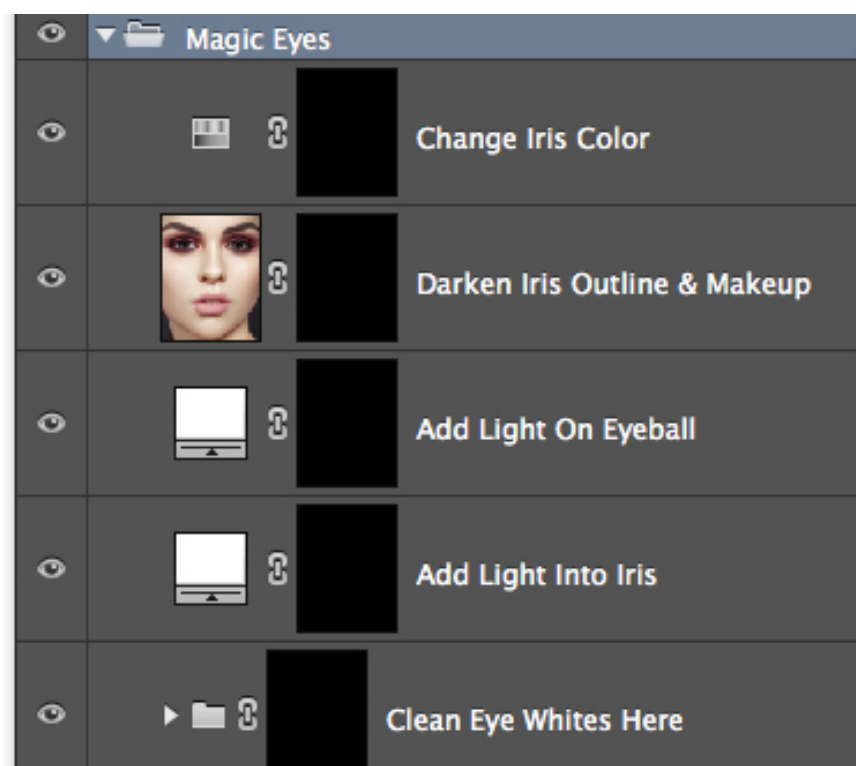 Magic Eyes
Change Iris Color
Darken Iris Outline & Makeup
Add Light On Eyeball
Add Light Into Iris
Clean Eye Whites Here